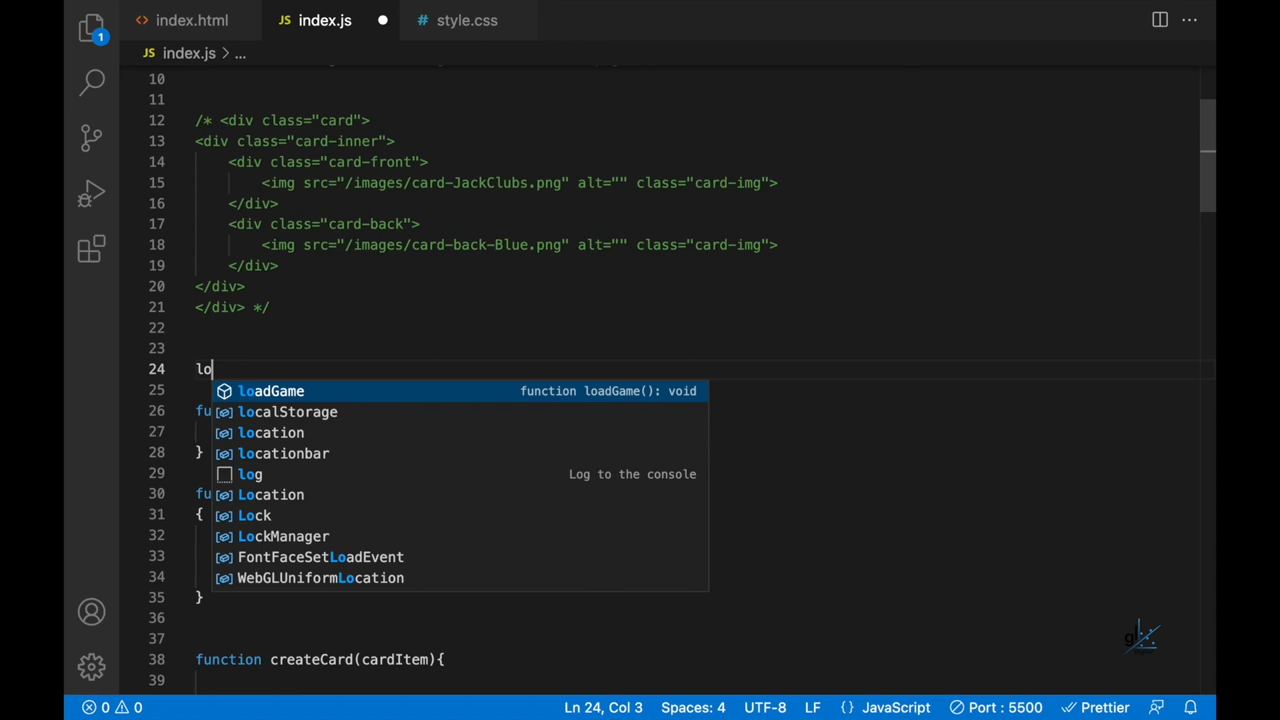 index.html
JS index.js
# style.css
1
JS index.js > ...
10
11
12 /* <div class="card">
13 <div class="card-inner">
14 <div class="card-front">
15 <img src="/images/card-JackClubs.png" alt="" class="card-img">
16 </div>
17 <div class="card-back">
18 <img src="/images/card-back-Blue.png" alt="" class="card-img">
19 </div>
20 </div>
21 </div> */
22
23
24 lo
25 loadGame function loadGame(): void
26 fu localStorage
27 location
28 } locationbar
29 log Log to the console
30 fu Location
31 { Lock
32 LockManager
33 FontFaceSetLoadEvent
34 WebGLUniformLocation
35 }
36
37
38 function createCard(cardItem){
39
0 0 Ln 24, Col 3 Spaces: 4 UTF-8 LF {} JavaScript Port : 5500 Prettier